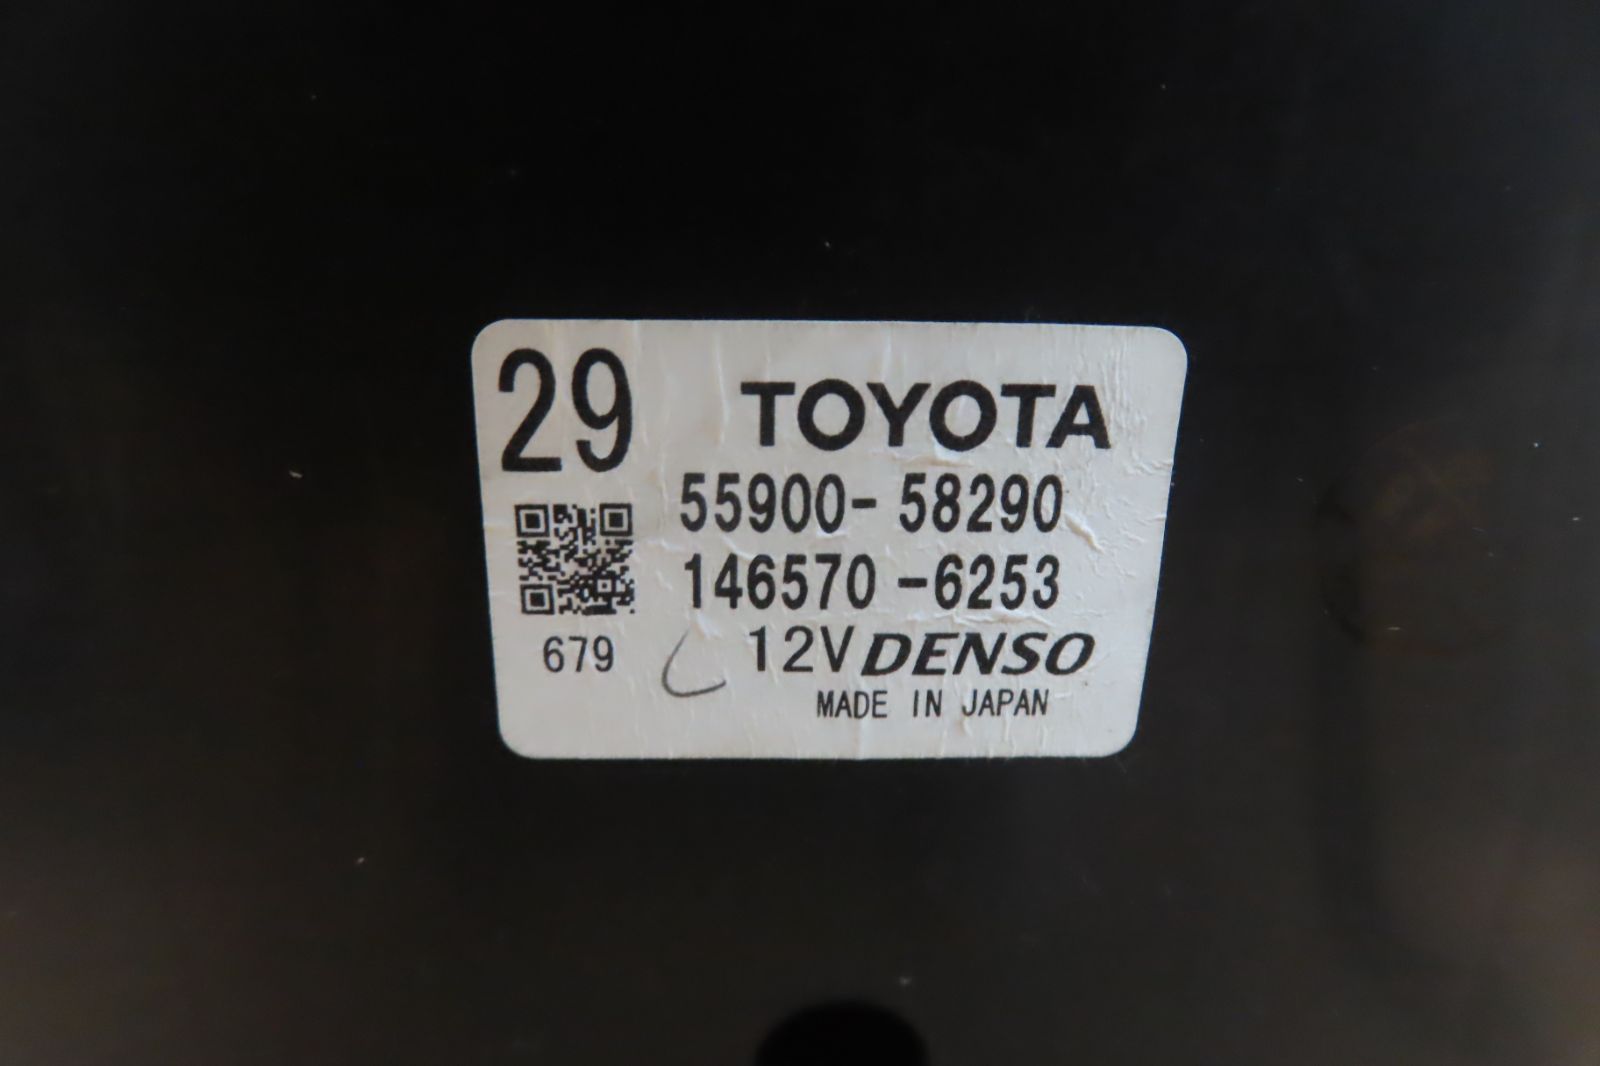 29 TOYOTA
55900-58290
146570-6253
679 12V DENSO
MADE IN JAPAN